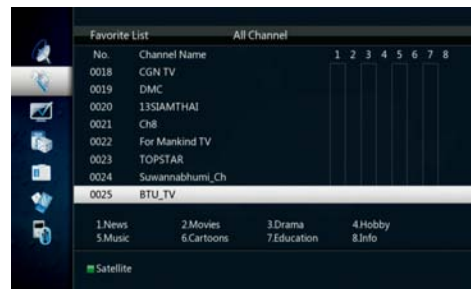 Favorite List All Channel
No. Channel Name 1 2 3 4 5 6 7 8
0018 CGN TV
0019 DMC
0020 13SIAMTHAI
0021 Ch8
0022 For Mankind TV
0023 TOPSTAR
0024 Suwannabhumi_Ch
0025 BTU_TV
1.News 2.Movies 3.Drama 4.Hobby
5.Music 6.Cartoons 7.Education 8.Info
Satellite